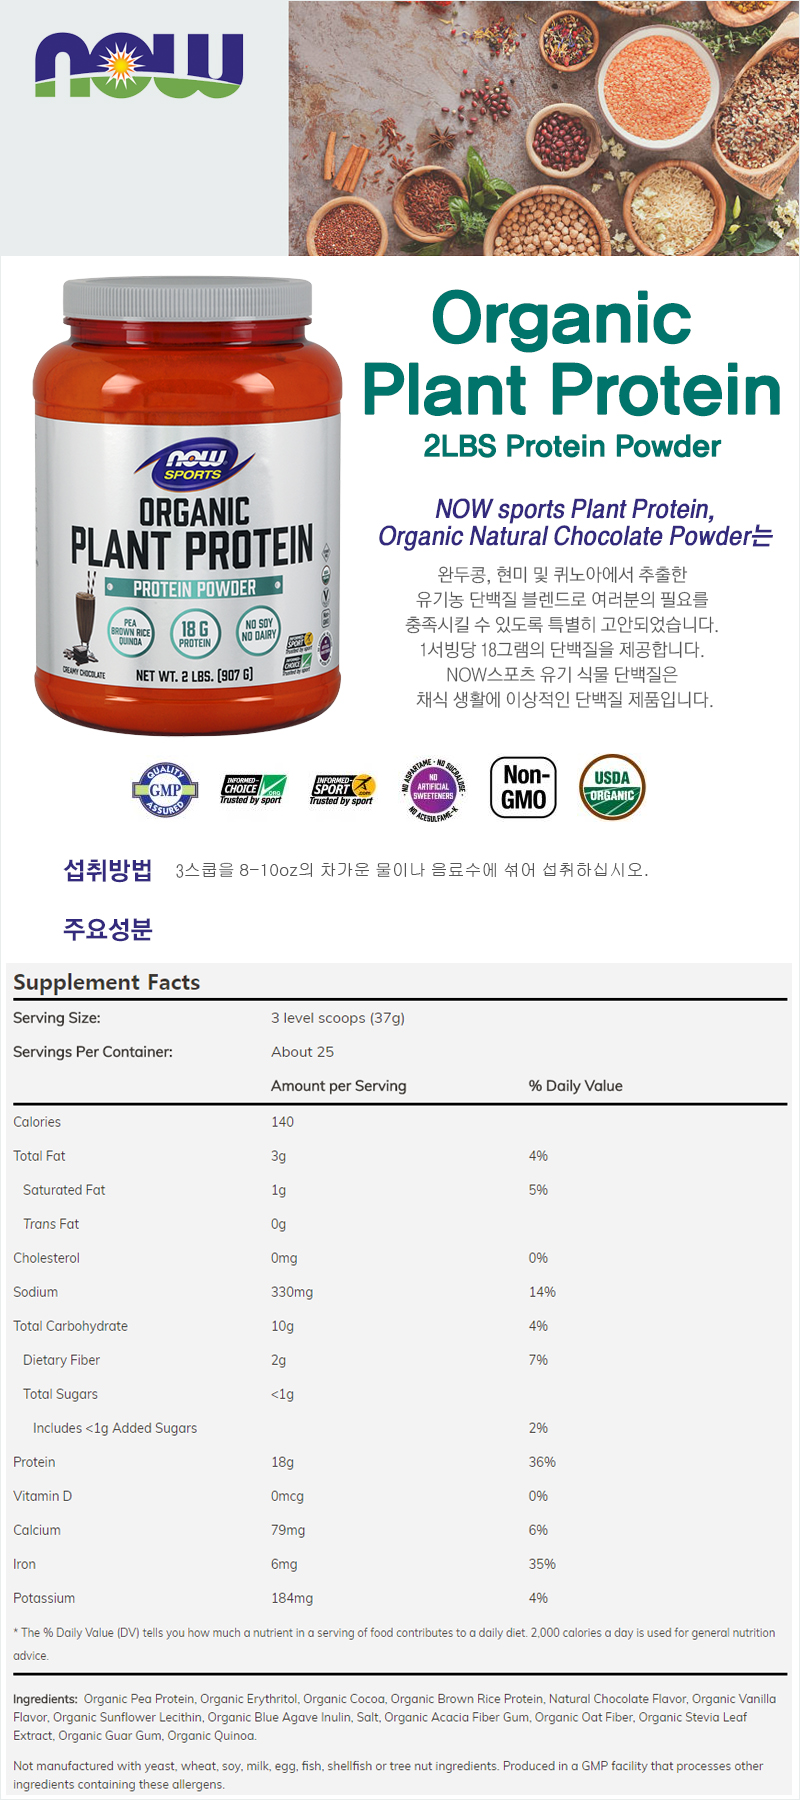 NOW
Organic
Plant Protein
2LBS Protein Powder
NOW sports Plant Protein,
Organic Natural Chocolate Powder는
완두콩, 현미 및 퀴노아에서 추출한
유기농 단백질 블렌드로 여러분의 필요를
충족시킬 수 있도록 특별히 고안되었습니다.
1서빙당 18그램의 단백질을 제공합니다.
NOW스포츠 유기 식물 단백질은
채식 생활에 이상적인 단백질 제품입니다.
NOW
SPORTS
ORGANIC
PLANT PROTEIN
PROTEIN POWDER
PEA
BROWN RICE
QUINOA
18 G
PROTEIN
NO SOY
NO DAIRY
CREAMY CHOCOLATE
NET WT. 2 LBS. (907 G)
QUALITY
GMP
ASSURED
INFORMED-
CHOICE
.ORG
Trusted by sport
INFORMED-
SPORT
.com
Trusted by sport
NO ASPARTAME • NO SUCRALOSE •
NO
ARTIFICIAL
SWEETENERS
NO ACESULFAME-K
Non-
GMO
USDA
ORGANIC
섭취방법 3스쿱을 8-10oz의 차가운 물이나 음료수에 섞어 섭취하십시오.
주요성분
Supplement Facts
Serving Size: 3 level scoops (37g)
Servings Per Container: About 25
Amount per Serving % Daily Value
Calories 140
Total Fat 3g 4%
Saturated Fat 1g 5%
Trans Fat 0g
Cholesterol 0mg 0%
Sodium 330mg 14%
Total Carbohydrate 10g 4%
Dietary Fiber 2g 7%
Total Sugars <1g
Includes <1g Added Sugars 2%
Protein 18g 36%
Vitamin D 0mcg 0%
Calcium 79mg 6%
Iron 6mg 35%
Potassium 184mg 4%
* The % Daily Value (DV) tells you how much a nutrient in a serving of food contributes to a daily diet. 2,000 calories a day is used for general nutrition
advice.
Ingredients: Organic Pea Protein, Organic Erythritol, Organic Cocoa, Organic Brown Rice Protein, Natural Chocolate Flavor, Organic Vanilla
Flavor, Organic Sunflower Lecithin, Organic Blue Agave Inulin, Salt, Organic Acacia Fiber Gum, Organic Oat Fiber, Organic Stevia Leaf
Extract, Organic Guar Gum, Organic Quinoa.
Not manufactured with yeast, wheat, soy, milk, egg, fish, shellfish or tree nut ingredients. Produced in a GMP facility that processes other
ingredients containing these allergens.